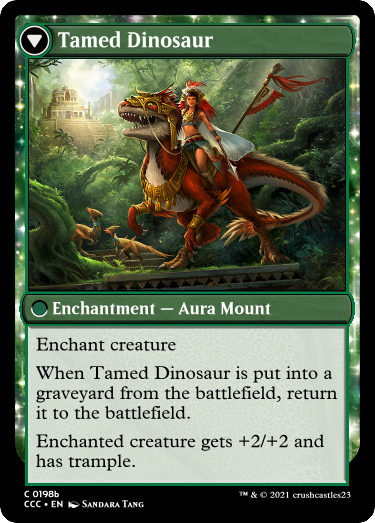 Tamed Dinosaur
Enchantment — Aura Mount
Enchant creature
When Tamed Dinosaur is put into a
graveyard from the battlefield, return
it to the battlefield.
Enchanted creature gets +2/+2 and
has trample.
C 0198b
CCC • EN Sandara Tang
™ & © 2021 crushcastles23